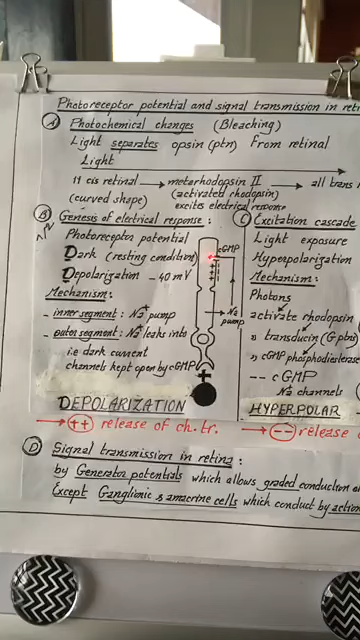 Photoreceptor potential and signal transmission in reti
A Photochemical changes (Bleaching)
Light separates opsin (ptn) from retinal
Light
11 cis retinal → metarhodopsin II → all trans
(curved shape) (activated rhodopsin)
excites electrical response
B Genesis of electrical response:
Photoreceptor potential
Dark (resting condition)
Depolarization -40 mV
Mechanism:
- inner segment: Na+ pump
- outer segment: Na+ leaks into
i.e dark current
channels kept open by cGMP
DEPOLARIZATION
→ (++) release of ch.tr.
cGMP
Na+
pump
+
C Excitation cascade
Light exposure
Hyperpolarization
Mechanism:
Photons
activate rhodopsin
transducin (G ptn)
cGMP phosphodiesterase
-- cGMP
Na channels
HYPERPOLAR
→ (--) release
D Signal transmission in retina:
by Generator potentials which allows graded conduction
Except Ganglionic & amacrine cells which conduct by action